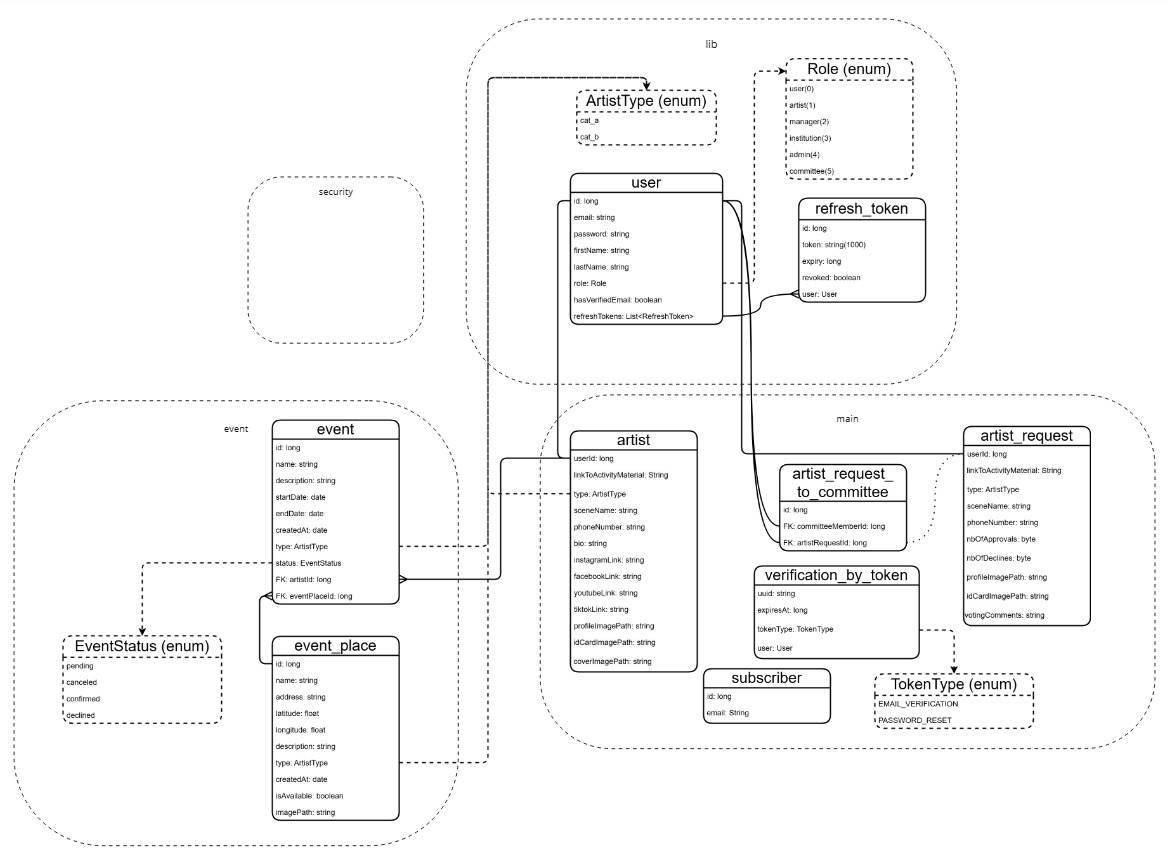 lib
ArtistType (enum)
cat_a
cat_b
Role (enum)
user(0)
artist(1)
manager(2)
institution(3)
admin(4)
committee(5)
user
id: long
email: string
password: string
firstName: string
lastName: string
role: Role
hasVerifiedEmail: boolean
refreshTokens: List<RefreshToken>
refresh_token
id: long
token: string(1000)
expiry: long
revoked: boolean
user: User
security
event
event
id: long
name: string
description: string
startDate: date
endDate: date
createdAt: date
type: ArtistType
status: EventStatus
FK: artistId: long
FK: eventPlaceId: long
EventStatus (enum)
pending
canceled
confirmed
declined
event_place
id: long
name: string
address: string
latitude: float
longitude: float
description: string
type: ArtistType
createdAt: date
isAvailable: boolean
imagePath: string
main
artist
userId: long
linkToActivityMaterial: String
type: ArtistType
sceneName: string
phoneNumber: string
bio: string
instagramLink: string
facebookLink: string
youtubeLink: string
tiktokLink: string
profileImagePath: string
idCardImagePath: string
coverImagePath: string
artist_request_
to_committee
id: long
FK: committeeMemberId: long
FK: artistRequestId: long
artist_request
userId: long
linkToActivityMaterial: String
type: ArtistType
sceneName: string
phoneNumber: string
nbOfApprovals: byte
nbOfDeclines: byte
profileImagePath: string
idCardImagePath: string
votingComments: string
verification_by_token
uuid: string
expiresAt: long
tokenType: TokenType
user: User
subscriber
id: long
email: String
TokenType (enum)
EMAIL_VERIFICATION
PASSWORD_RESET